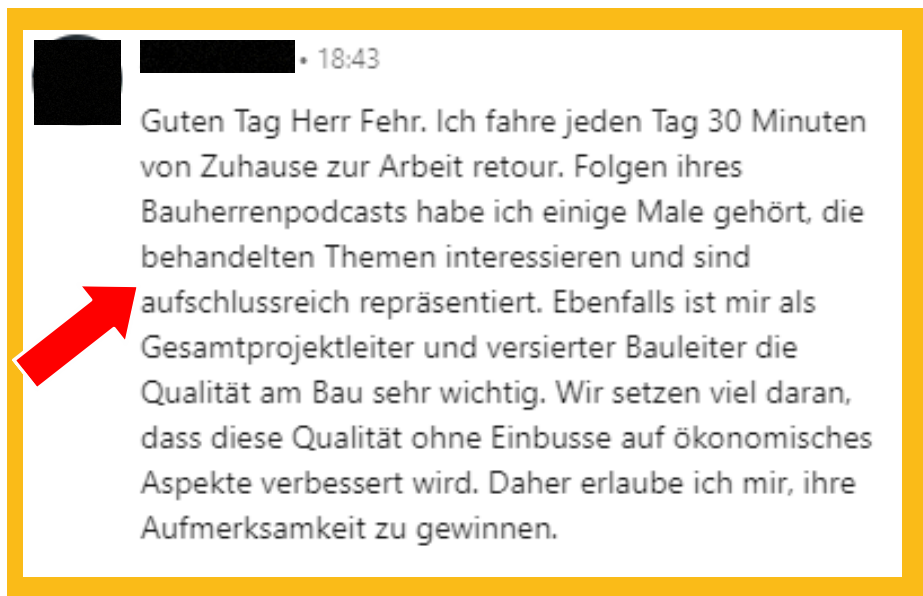 • 18:43
Guten Tag Herr Fehr. Ich fahre jeden Tag 30 Minuten
von Zuhause zur Arbeit retour. Folgen ihres
Bauherrenpodcasts habe ich einige Male gehört, die
behandelten Themen interessieren und sind
aufschlussreich repräsentiert. Ebenfalls ist mir als
Gesamtprojektleiter und versierter Bauleiter die
Qualität am Bau sehr wichtig. Wir setzen viel daran,
dass diese Qualität ohne Einbusse auf ökonomisches
Aspekte verbessert wird. Daher erlaube ich mir, ihre
Aufmerksamkeit zu gewinnen.